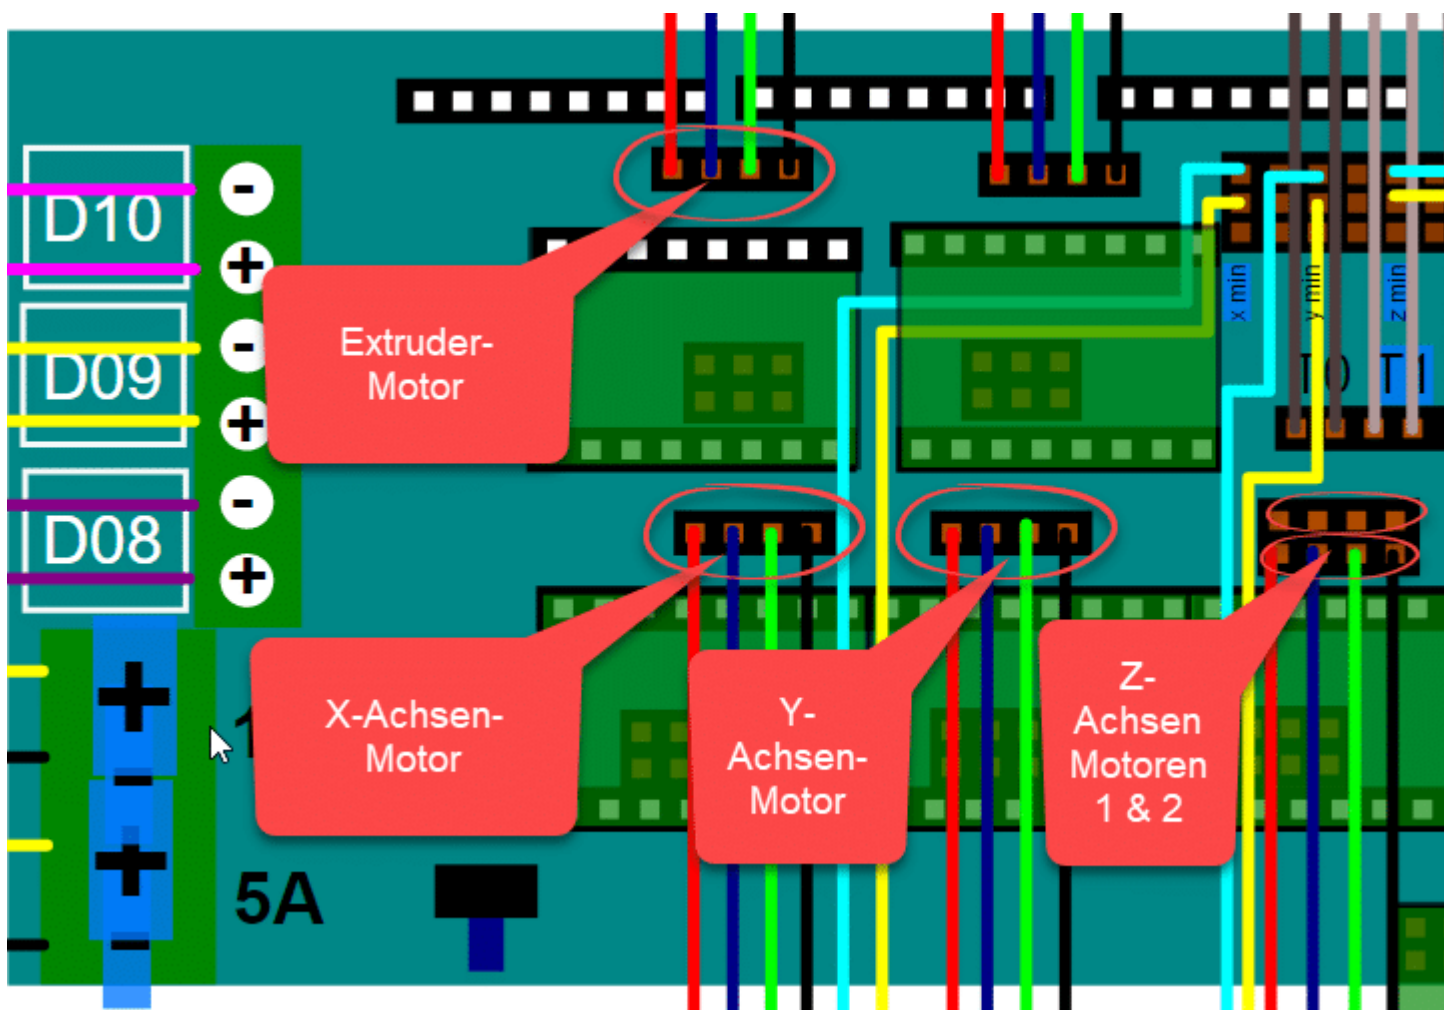 D10
-
+
D09
-
+
D08
-
+
Extruder-
Motor
x min
y min
z min
T0
T1
X-Achsen-
Motor
Y-
Achsen-
Motor
Z-
Achsen
Motoren
1 & 2
+
1
-
+
5A
-